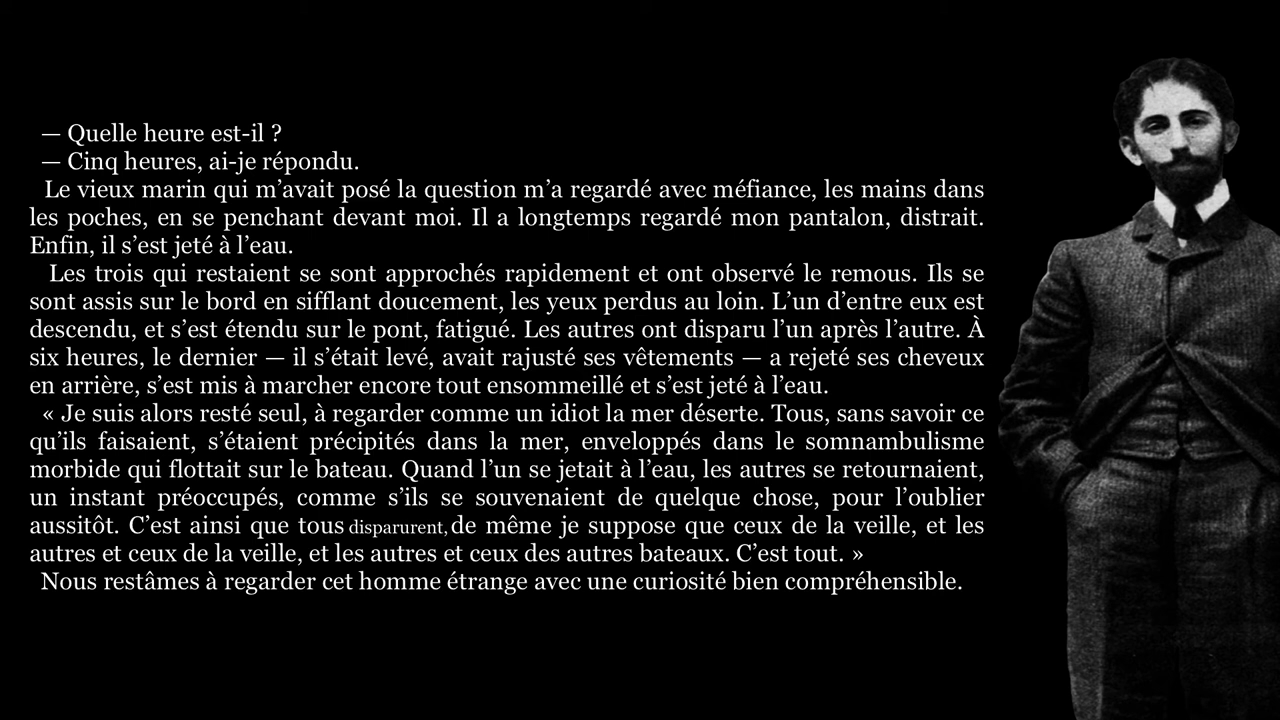 — Quelle heure est-il ?
— Cinq heures, ai-je répondu.
Le vieux marin qui m’avait posé la question m’a regardé avec méfiance, les mains dans
les poches, en se penchant devant moi. Il a longtemps regardé mon pantalon, distrait.
Enfin, il s’est jeté à l’eau.
Les trois qui restaient se sont approchés rapidement et ont observé le remous. Ils se
sont assis sur le bord en sifflant doucement, les yeux perdus au loin. L’un d’entre eux est
descendu, et s’est étendu sur le pont, fatigué. Les autres ont disparu l’un après l’autre. À
six heures, le dernier — il s’était levé, avait rajusté ses vêtements — a rejeté ses cheveux
en arrière, s’est mis à marcher encore tout ensommeillé et s’est jeté à l’eau.
« Je suis alors resté seul, à regarder comme un idiot la mer déserte. Tous, sans savoir ce
qu’ils faisaient, s’étaient précipités dans la mer, enveloppés dans le somnambulisme
morbide qui flottait sur le bateau. Quand l’un se jetait à l’eau, les autres se retournaient,
un instant préoccupés, comme s’ils se souvenaient de quelque chose, pour l’oublier
aussitôt. C’est ainsi que tous disparurent, de même je suppose que ceux de la veille, et les
autres et ceux de la veille, et les autres et ceux des autres bateaux. C’est tout. »
Nous restâmes à regarder cet homme étrange avec une curiosité bien compréhensible.